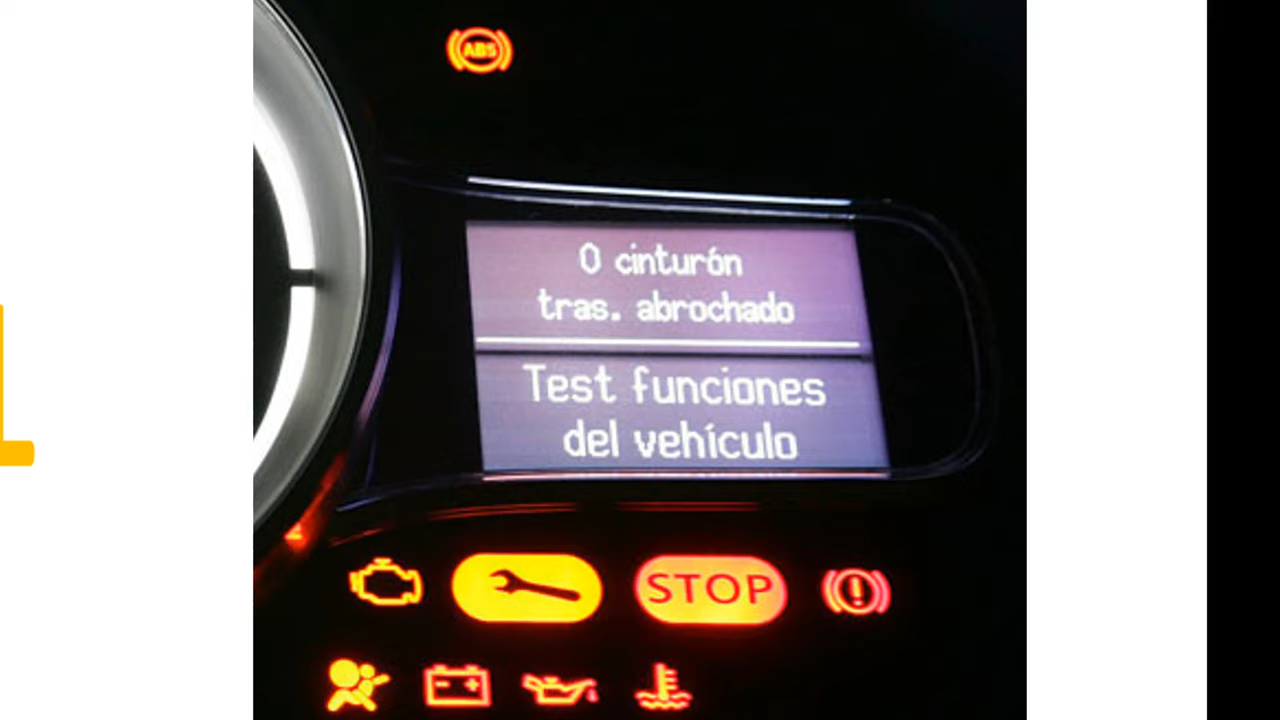 ABS
0 cinturón
tras. abrochado
Test funciones
del vehículo
STOP